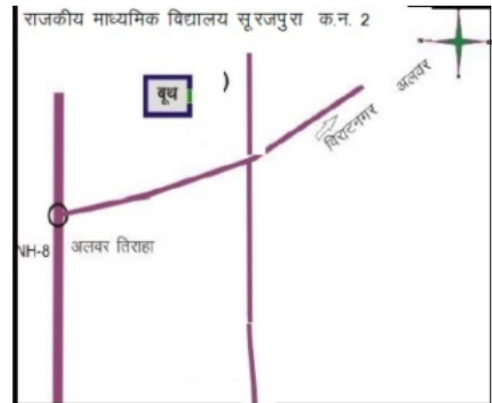 राजकीय माध्यमिक विद्यालय सूरजपुरा क.न. 2
बूथ
)
अलवर
विराटनगर
NH-8
अलवर तिराहा